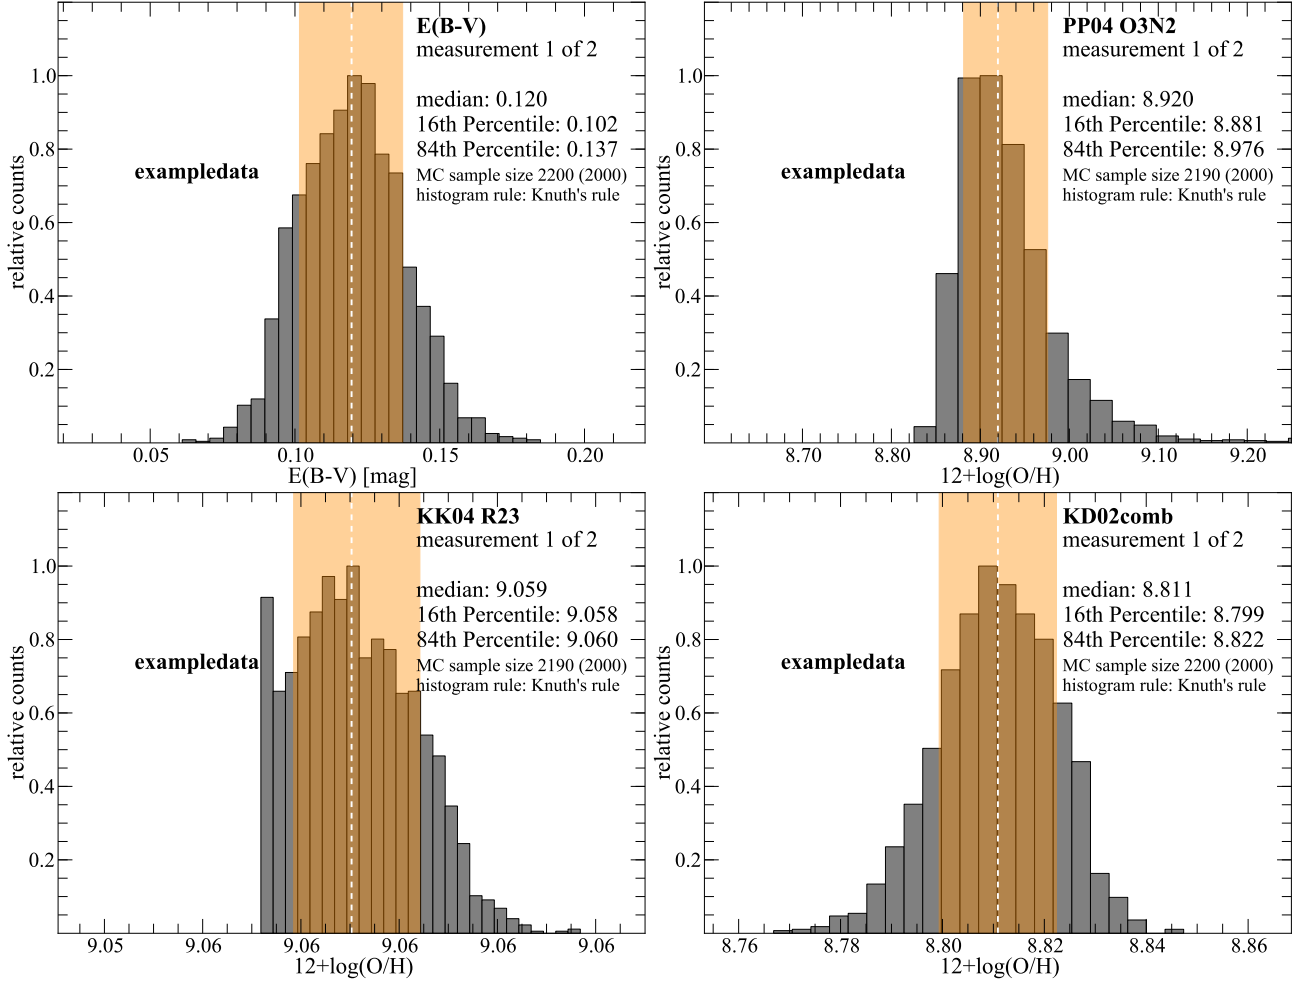 E(B-V)
measurement 1 of 2
median: 0.120
16th Percentile: 0.102
84th Percentile: 0.137
MC sample size 2200 (2000)
histogram rule: Knuth's rule
exampledata
relative counts
1.0
0.8
0.6
0.4
0.2
0.05 0.10 0.15 0.20
E(B-V) [mag]
PP04 O3N2
measurement 1 of 2
median: 8.920
16th Percentile: 8.881
84th Percentile: 8.976
MC sample size 2190 (2000)
histogram rule: Knuth's rule
exampledata
relative counts
1.0
0.8
0.6
0.4
0.2
8.70 8.80 8.90 9.00 9.10 9.20
12+log(O/H)
KK04 R23
measurement 1 of 2
median: 9.059
16th Percentile: 9.058
84th Percentile: 9.060
MC sample size 2190 (2000)
histogram rule: Knuth's rule
exampledata
relative counts
1.0
0.8
0.6
0.4
0.2
9.05 9.06 9.06 9.06 9.06 9.06
12+log(O/H)
KD02comb
measurement 1 of 2
median: 8.811
16th Percentile: 8.799
84th Percentile: 8.822
MC sample size 2200 (2000)
histogram rule: Knuth's rule
exampledata
relative counts
1.0
0.8
0.6
0.4
0.2
8.76 8.78 8.80 8.82 8.84 8.86
12+log(O/H)